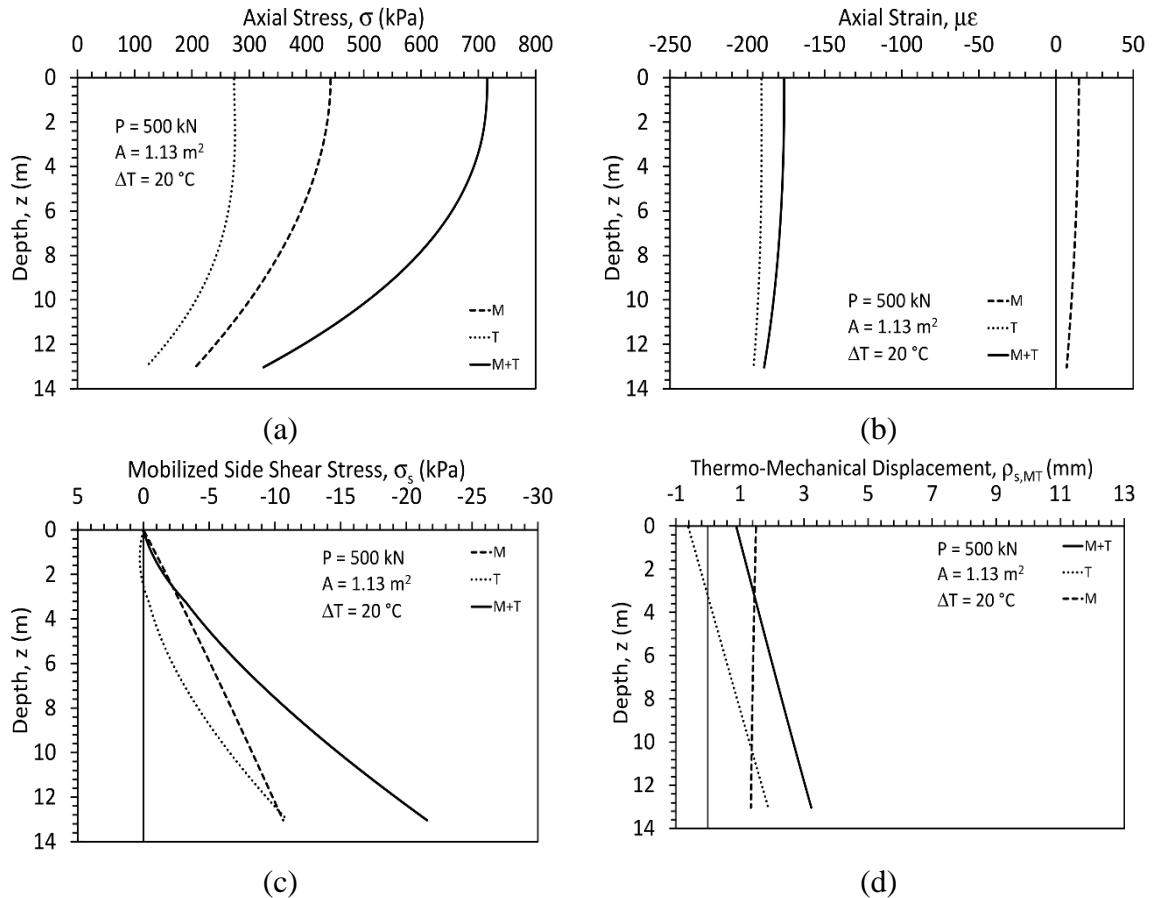 Axial Stress, σ (kPa)
0 100 200 300 400 500 600 700 800
0
2
4
6
8
10
12
14
Depth, z (m)
P = 500 kN
A = 1.13 m²
ΔT = 20 °C
M
T
M+T
(a)
Axial Strain, με
-250 -200 -150 -100 -50 0 50
0
2
4
6
8
10
12
14
Depth, z (m)
P = 500 kN
A = 1.13 m²
ΔT = 20 °C
M
T
M+T
(b)
Mobilized Side Shear Stress, σs (kPa)
5 0 -5 -10 -15 -20 -25 -30
0
2
4
6
8
10
12
14
Depth, z (m)
P = 500 kN
A = 1.13 m²
ΔT = 20 °C
M
T
M+T
(c)
Thermo-Mechanical Displacement, ρs,MT (mm)
-1 1 3 5 7 9 11 13
0
2
4
6
8
10
12
14
Depth, z (m)
P = 500 kN
A = 1.13 m²
ΔT = 20 °C
M+T
T
M
(d)